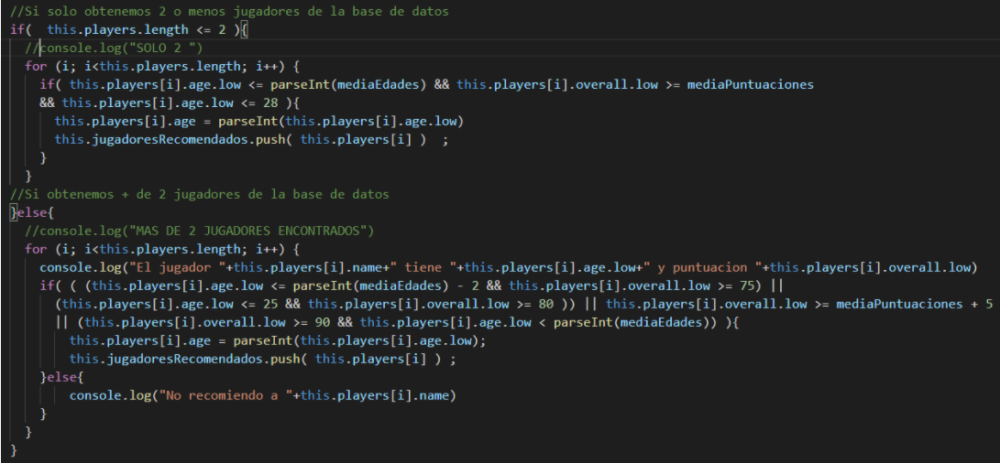 //Si solo obtenemos 2 o menos jugadores de la base de datos
if(  this.players.length <= 2 ){
  //console.log("SOLO 2 ")
  for (i; i<this.players.length; i++) {
    if( this.players[i].age.low <= parseInt(mediaEdades) && this.players[i].overall.low >= mediaPuntuaciones
    && this.players[i].age.low <= 28 ){
      this.players[i].age = parseInt(this.players[i].age.low)
      this.jugadoresRecomendados.push( this.players[i] )  ;
    }
  }
//Si obtenemos + de 2 jugadores de la base de datos
}else{
  //console.log("MAS DE 2 JUGADORES ENCONTRADOS")
  for (i; i<this.players.length; i++) {
    console.log("El jugador "+this.players[i].name+" tiene "+this.players[i].age.low+" y puntuacion "+this.players[i].overall.low)
    if( ( (this.players[i].age.low <= parseInt(mediaEdades) - 2 && this.players[i].overall.low >= 75) ||
      (this.players[i].age.low <= 25 && this.players[i].overall.low >= 80 )) || this.players[i].overall.low >= mediaPuntuaciones + 5
      || (this.players[i].overall.low >= 90 && this.players[i].age.low < parseInt(mediaEdades)) ){
        this.players[i].age = parseInt(this.players[i].age.low);
        this.jugadoresRecomendados.push( this.players[i] ) ;
    }else{
        console.log("No recomiendo a "+this.players[i].name)
    }
  }
}